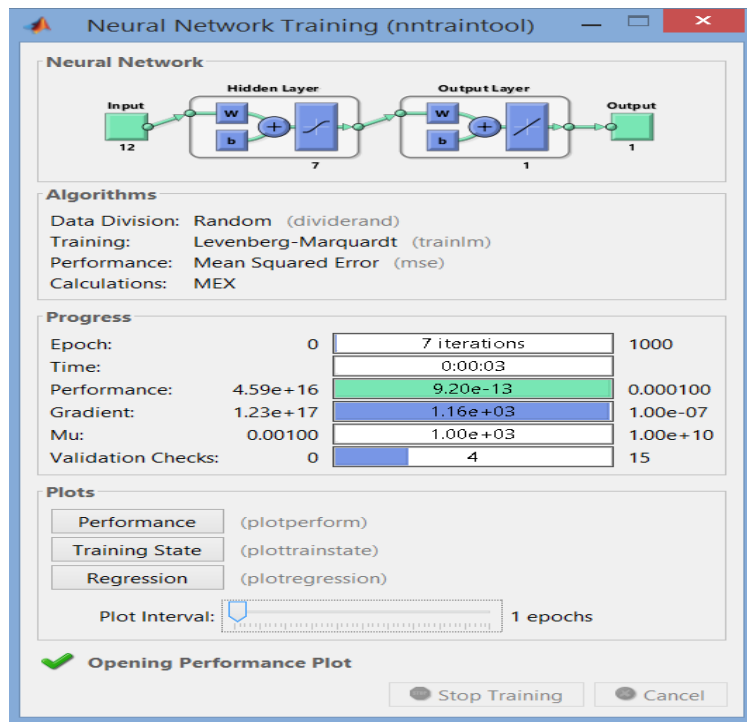 Neural Network Training (nntraintool)
Neural Network
Hidden Layer Output Layer
Input W b + W b + Output
12 7 1 1
Algorithms
Data Division: Random (dividerand)
Training: Levenberg-Marquardt (trainlm)
Performance: Mean Squared Error (mse)
Calculations: MEX
Progress
Epoch: 0 7 iterations 1000
Time: 0:00:03
Performance: 4.59e+16 9.20e-13 0.000100
Gradient: 1.23e+17 1.16e+03 1.00e-07
Mu: 0.00100 1.00e+03 1.00e+10
Validation Checks: 0 4 15
Plots
Performance (plotperform)
Training State (plottrainstate)
Regression (plotregression)
Plot Interval: 1 epochs
Opening Performance Plot
Stop Training Cancel